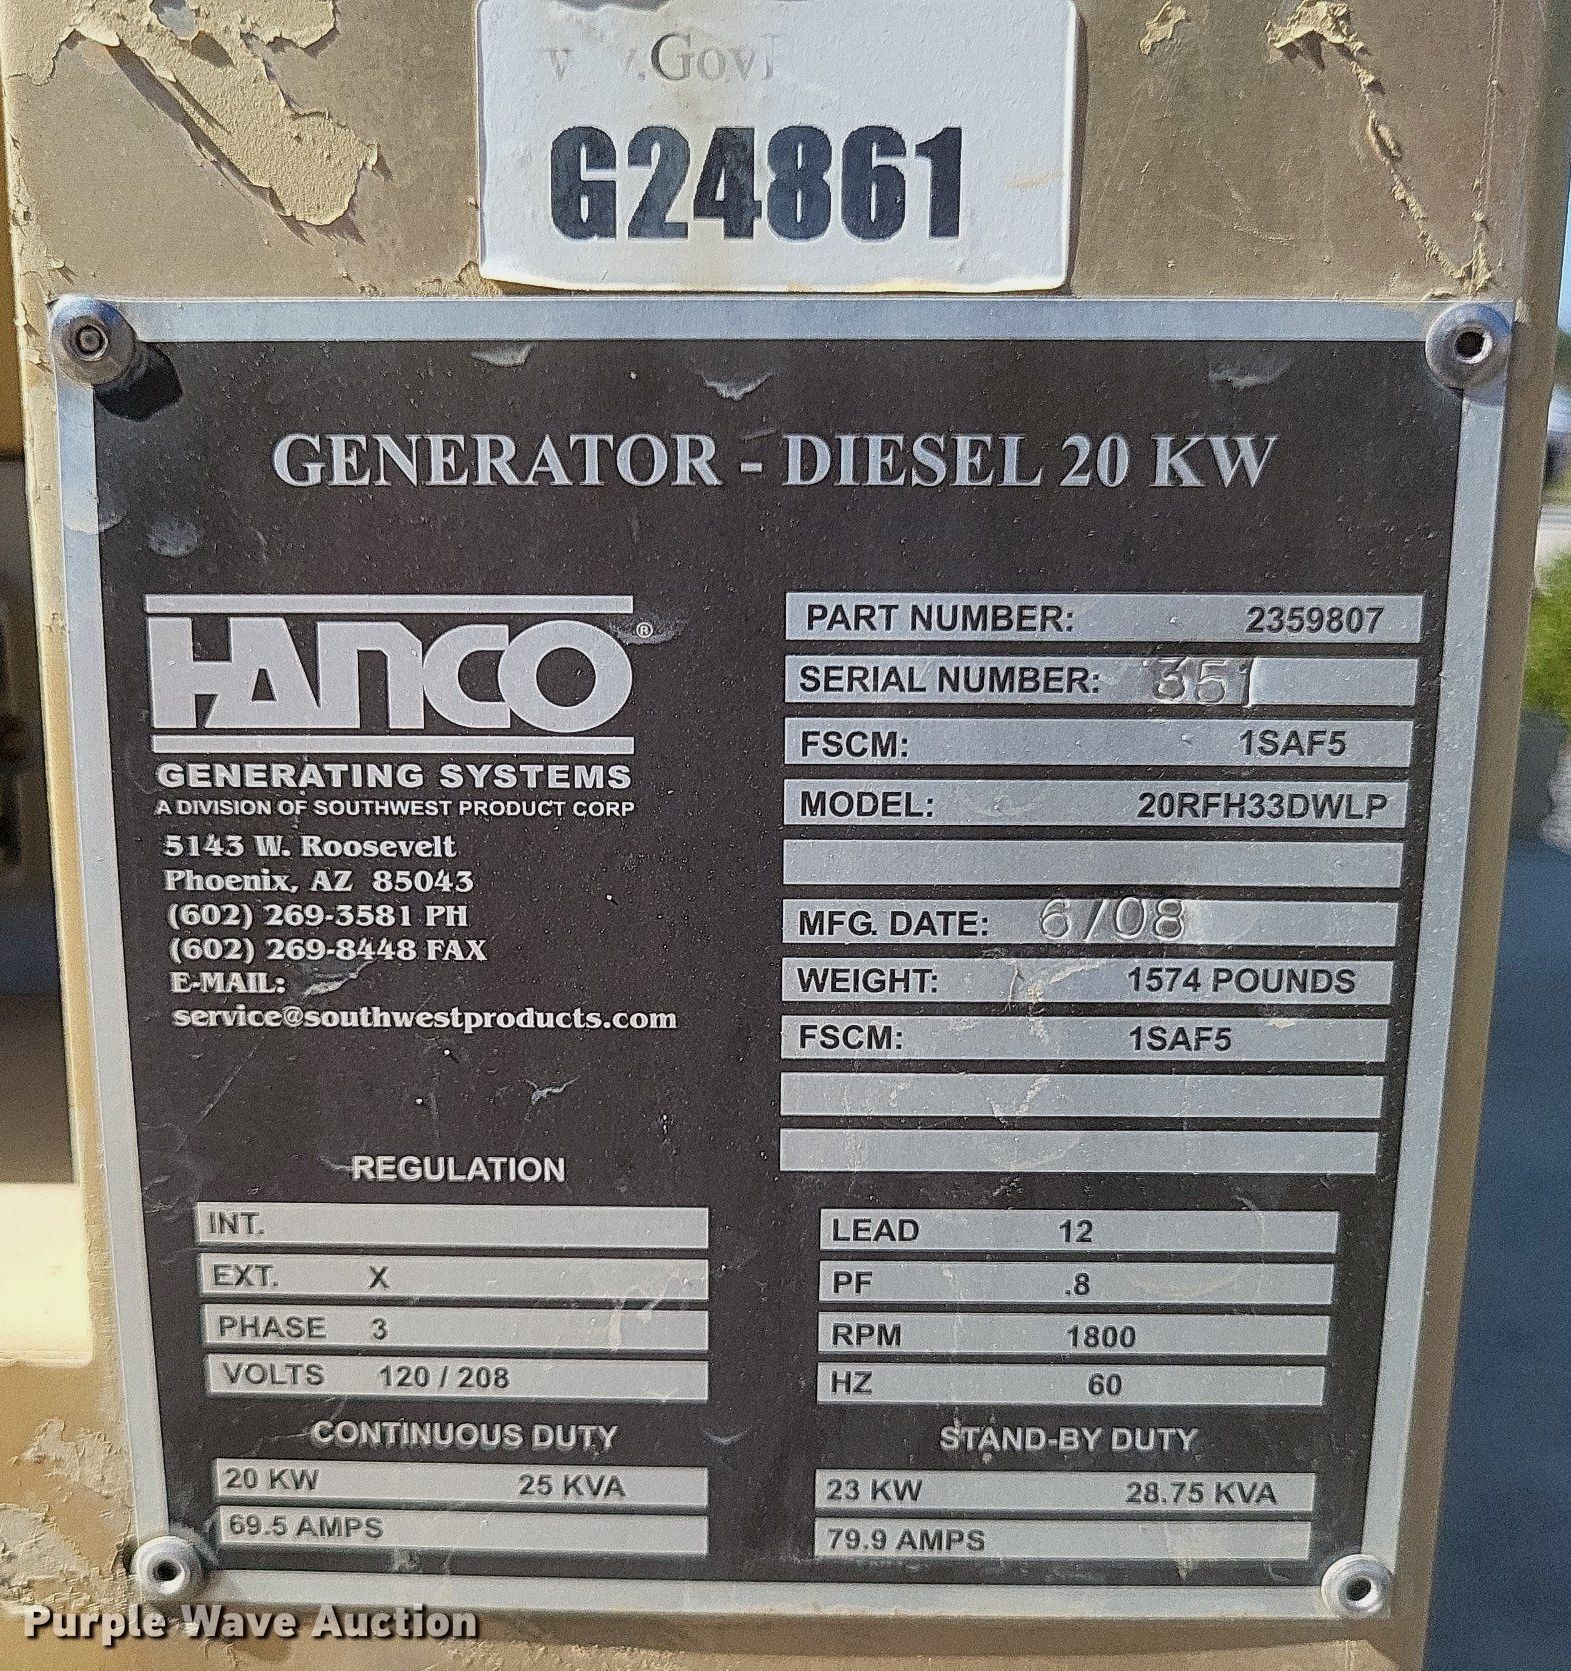 G24861
GENERATOR - DIESEL 20 KW
HANCO®
GENERATING SYSTEMS
A DIVISION OF SOUTHWEST PRODUCT CORP
5143 W. Roosevelt
Phoenix, AZ 85043
(602) 269-3581 PH
(602) 269-8448 FAX
E-MAIL:
service@southwestproducts.com
PART NUMBER: 2359807
SERIAL NUMBER: 351
FSCM: 1SAF5
MODEL: 20RFH33DWLP
MFG. DATE: 6/08
WEIGHT: 1574 POUNDS
FSCM: 1SAF5
REGULATION
INT.
EXT. X
PHASE 3
VOLTS 120 / 208
LEAD 12
PF .8
RPM 1800
HZ 60
CONTINUOUS DUTY
20 KW 25 KVA
69.5 AMPS
STAND-BY DUTY
23 KW 28.75 KVA
79.9 AMPS
Purple Wave Auction